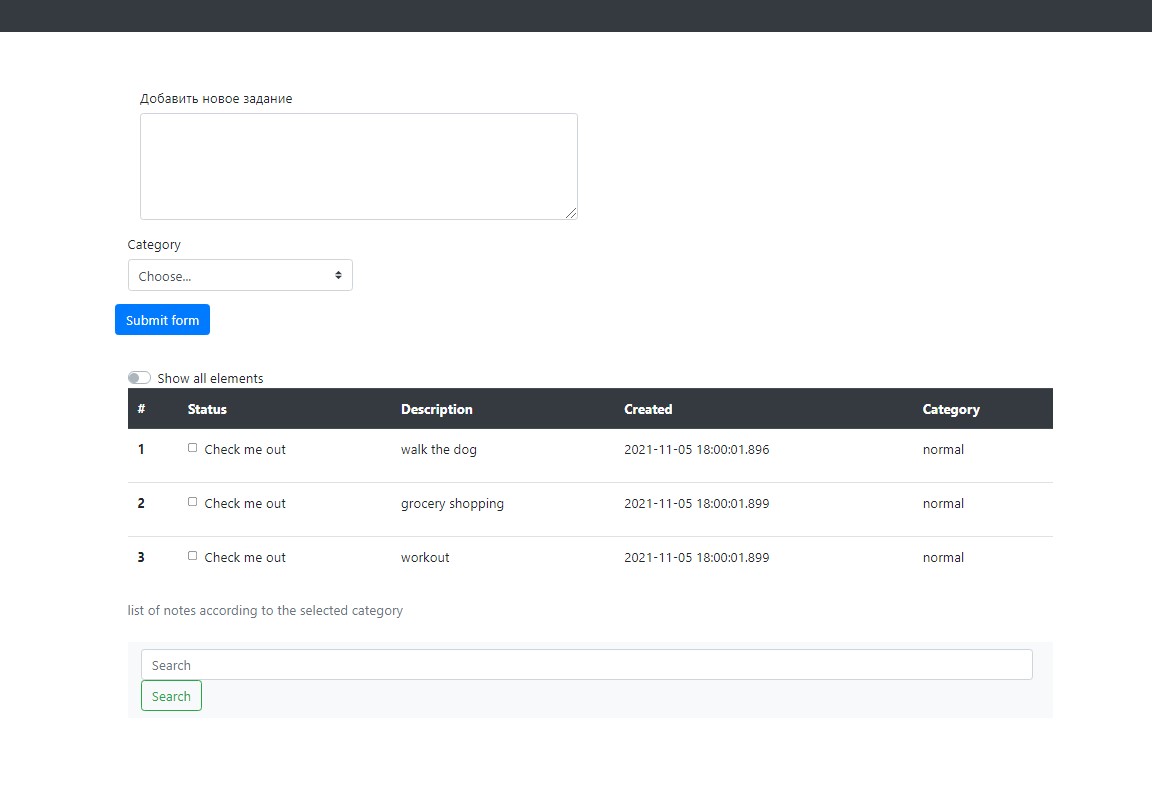 Добавить новое задание
Category
Choose...
Submit form
Show all elements
# Status Description Created Category
1 Check me out walk the dog 2021-11-05 18:00:01.896 normal
2 Check me out grocery shopping 2021-11-05 18:00:01.899 normal
3 Check me out workout 2021-11-05 18:00:01.899 normal
list of notes according to the selected category
Search
Search